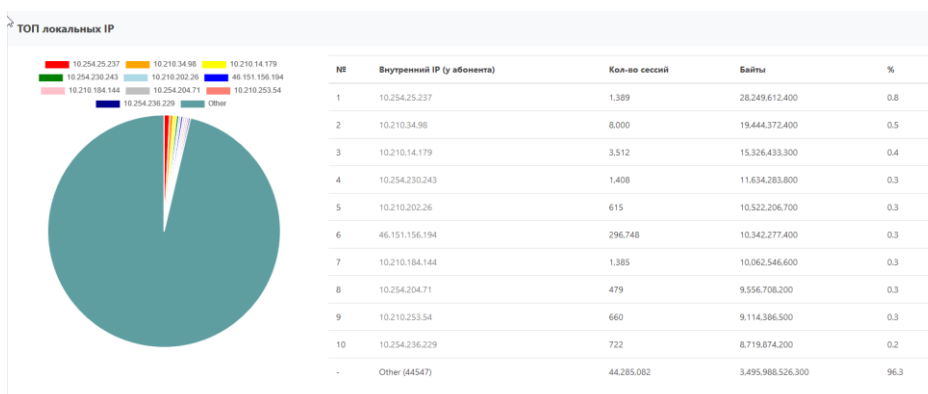 ТОП локальных IP
10.254.25.237 10.210.34.98 10.210.14.179
10.254.230.243 10.210.202.26 46.151.156.194
10.210.184.144 10.254.204.71 10.210.253.54
10.254.236.229 Other
№ Внутренний IP (у абонента) Кол-во сессий Байты %
1 10.254.25.237 1,389 28,249,612,400 0.8
2 10.210.34.98 8,000 19,444,372,400 0.5
3 10.210.14.179 3,512 15,326,433,300 0.4
4 10.254.230.243 1,408 11,634,283,800 0.3
5 10.210.202.26 615 10,522,206,700 0.3
6 46.151.156.194 296,748 10,342,277,400 0.3
7 10.210.184.144 1,385 10,062,546,600 0.3
8 10.254.204.71 479 9,556,708,200 0.3
9 10.210.253.54 660 9,114,386,500 0.3
10 10.254.236.229 722 8,719,874,200 0.2
- Other (44547) 44,285,082 3,495,988,526,300 96.3